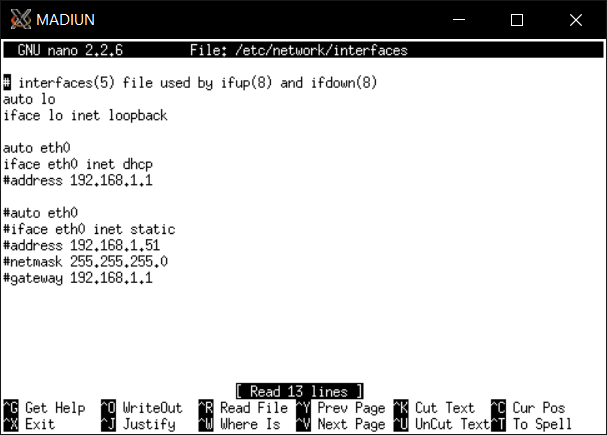 MADIUN
GNU nano 2.2.6 File: /etc/network/interfaces
# interfaces(5) file used by ifup(8) and ifdown(8)
auto lo
iface lo inet loopback
auto eth0
iface eth0 inet dhcp
#address 192.168.1.1
#auto eth0
#iface eth0 inet static
#address 192.168.1.51
#netmask 255.255.255.0
#gateway 192.168.1.1
[ Read 13 lines ]
^G Get Help ^O WriteOut ^R Read File ^Y Prev Page ^K Cut Text ^C Cur Pos
^X Exit ^J Justify ^W Where Is ^V Next Page ^U UnCut Text ^T To Spell